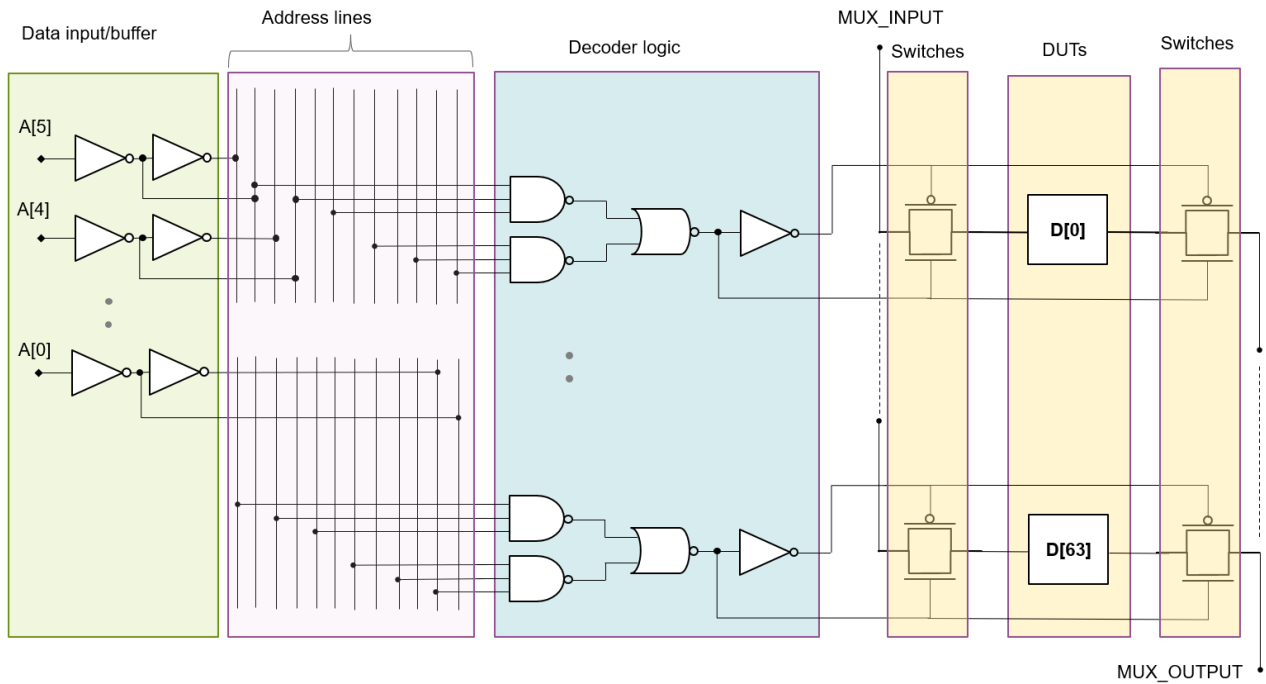 MUX_INPUT
Address lines
Data input/buffer
Decoder logic
Switches
DUTs
Switches
A[5]
A[4]
D[0]
A[0]
D[63]
MUX_OUTPUT